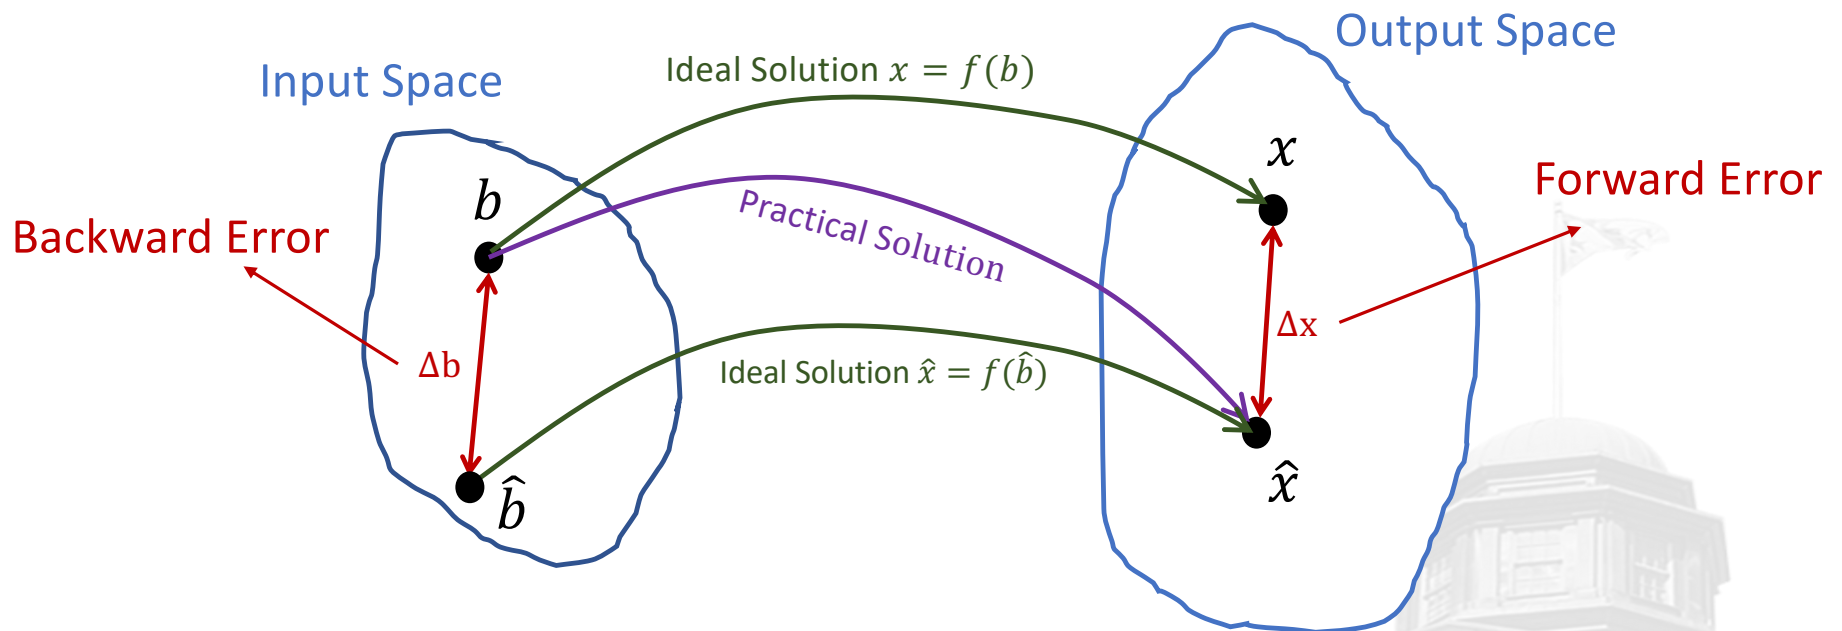 Output Space
Input Space
Ideal Solution x = f(b)
x
b
Forward Error
Backward Error
Practical Solution
Δx
Δb
Ideal Solution x̂ = f(b̂)
x̂
b̂